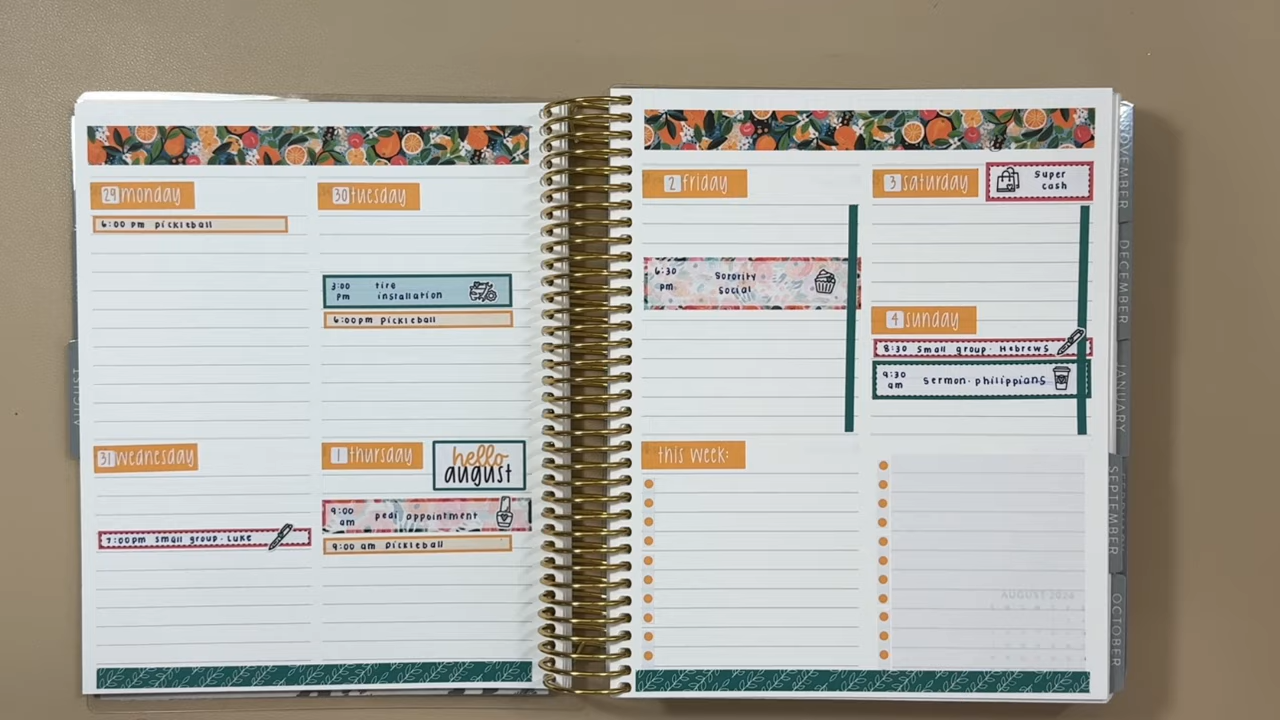 29 monday
6:00 pm pickleball
30 tuesday
3:00 pm tire installation
6:00pm pickleball
31 wednesday
7:00pm small group. Luke
1 thursday
hello august
9:00 am pedi appointment
9:00 am pickleball
2 friday
6:30 pm Sorority Social
3 saturday
Super cash
4 sunday
8:30 small group. Hebrews
9:30 am sermon. philippians
this week:
AUGUST 2024
AUGUST
NOVEMBER
DECEMBER
JANUARY
SEPTEMBER
OCTOBER